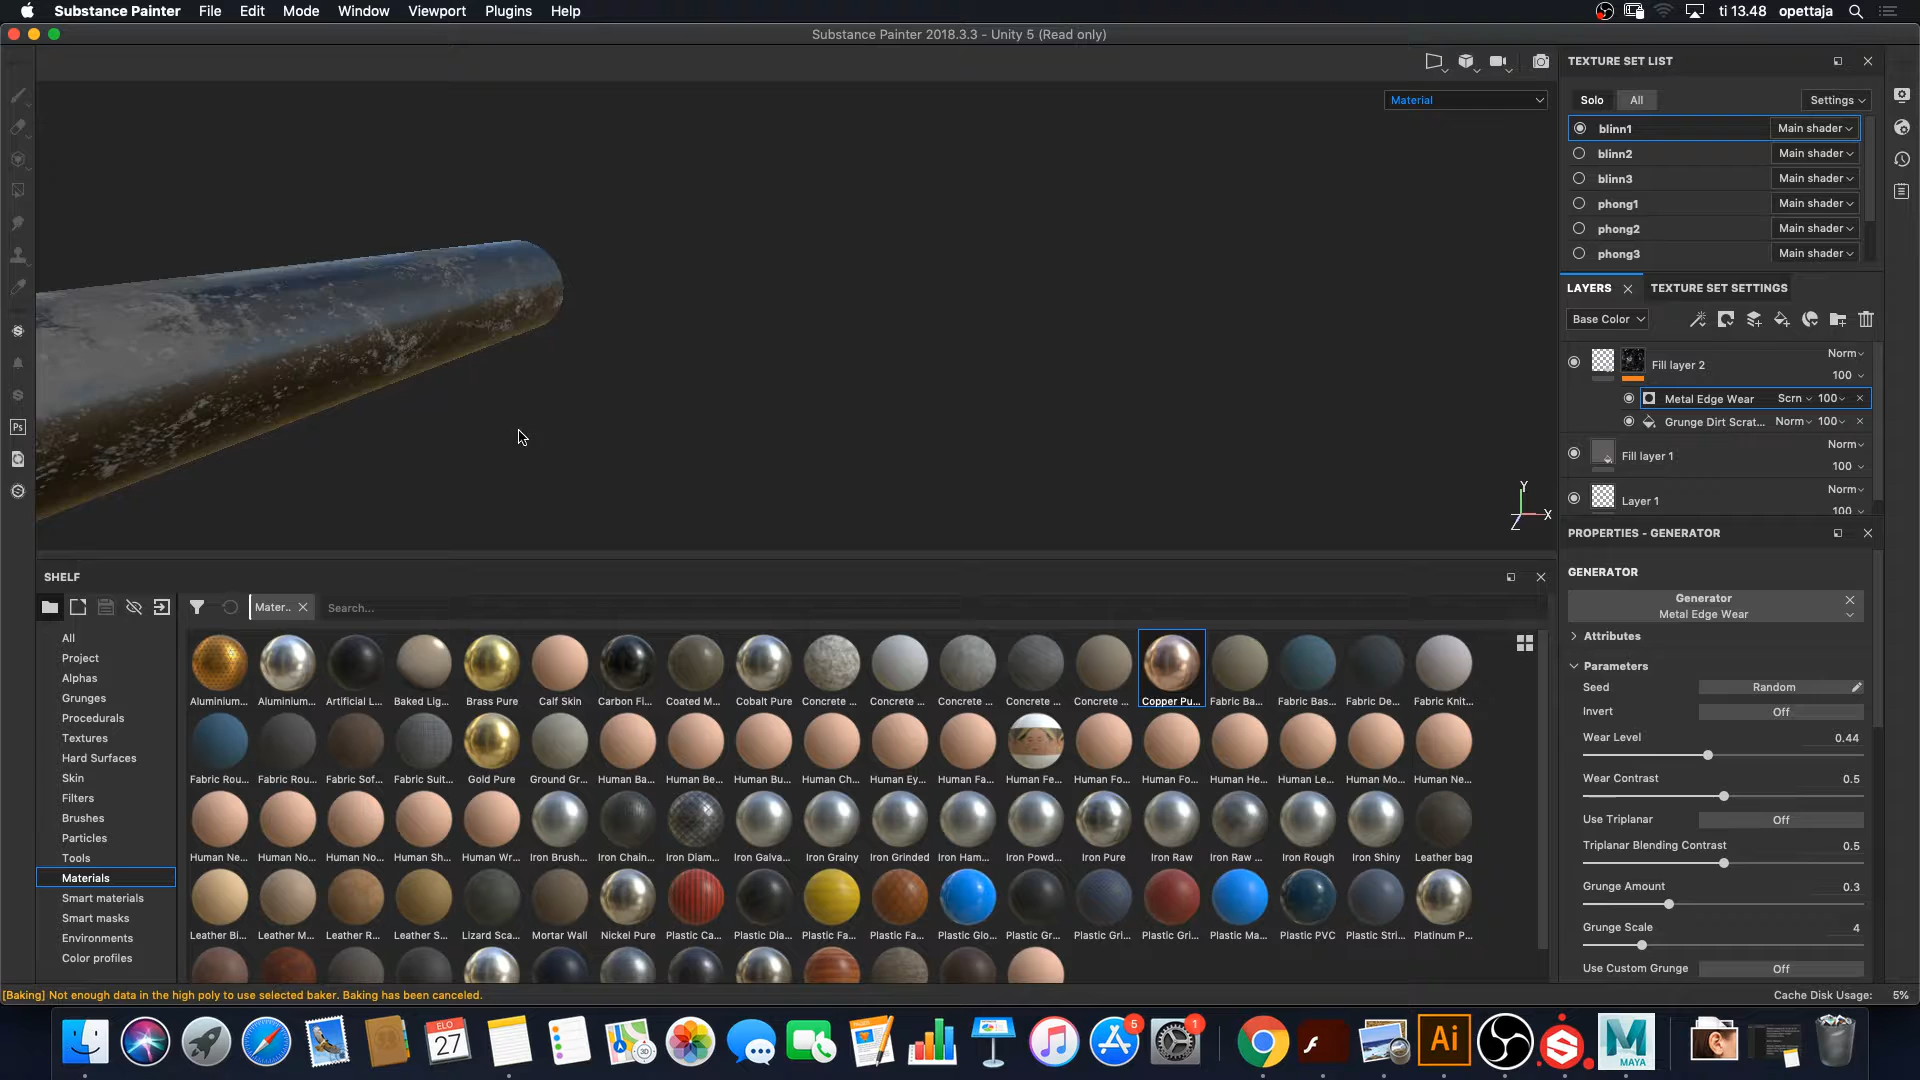 Substance Painter File Edit Mode Window Viewport Plugins Help ti 13.48 opettaja
Substance Painter 2018.3.3 - Unity 5 (Read only)
Material
TEXTURE SET LIST
Solo All Settings
blinn1 Main shader
blinn2 Main shader
blinn3 Main shader
phong1 Main shader
phong2 Main shader
phong3 Main shader
LAYERS TEXTURE SET SETTINGS
Base Color
Fill layer 2 Norm 100
Metal Edge Wear Scrn 100
Grunge Dirt Scrat... Norm 100
Fill layer 1 Norm 100
Layer 1 Norm 100
Ps
Y
X
Z
PROPERTIES - GENERATOR
GENERATOR
Generator
Metal Edge Wear
Attributes
Parameters
Seed Random
Invert Off
Wear Level 0.44
Wear Contrast 0.5
Use Triplanar Off
Triplanar Blending Contrast 0.5
Grunge Amount 0.3
Grunge Scale 4
Use Custom Grunge Off
SHELF
Mater.. Search...
All
Project
Alphas
Grunges
Procedurals
Textures
Hard Surfaces
Skin
Filters
Brushes
Particles
Tools
Materials
Smart materials
Smart masks
Environments
Color profiles
Aluminium... Aluminium... Artificial L... Baked Lig... Brass Pure Calf Skin Carbon Fi... Coated M... Cobalt Pure Concrete ... Concrete ... Concrete ... Concrete ... Concrete ... Copper Pu... Fabric Ba... Fabric Bas... Fabric De... Fabric Knit...
Fabric Rou... Fabric Rou... Fabric Sof... Fabric Suit... Gold Pure Ground Gr... Human Ba... Human Be... Human Bu... Human Ch... Human Ey... Human Fa... Human Fe... Human Fo... Human Fo... Human He... Human Le... Human Mo... Human Ne...
Human Ne... Human No... Human No... Human Sh... Human Wr... Iron Brush... Iron Chain... Iron Diam... Iron Galva... Iron Grainy Iron Grinded Iron Ham... Iron Powd... Iron Pure Iron Raw Iron Raw ... Iron Rough Iron Shiny Leather bag
Leather Bi... Leather M... Leather R... Leather S... Lizard Sca... Mortar Wall Nickel Pure Plastic Ca... Plastic Dia... Plastic Fa... Plastic Fa... Plastic Glo... Plastic Gr... Plastic Gri... Plastic Gri... Plastic Ma... Plastic PVC Plastic Stri... Platinum P...
[Baking] Not enough data in the high poly to use selected baker. Baking has been canceled. Cache Disk Usage: 5%
ELO
27
3D
5
1
Ai
MAYA